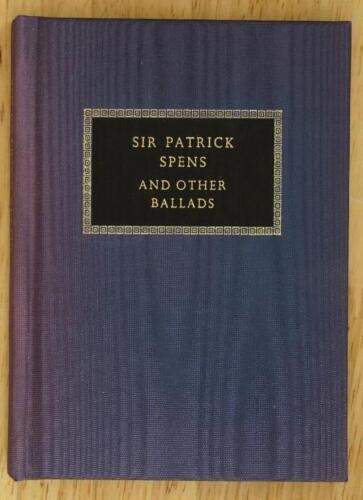 SIR PATRICK
SPENS
AND OTHER
BALLADS